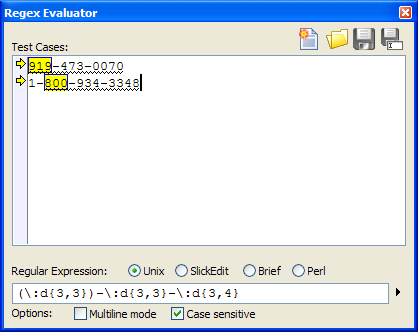 Regex Evaluator
Test Cases:
919-473-0070
1-800-934-3348
Regular Expression: Unix SlickEdit Brief Perl
(\:d{3,3})-\:d{3,3}-\:d{3,4}
Options: Multiline mode Case sensitive